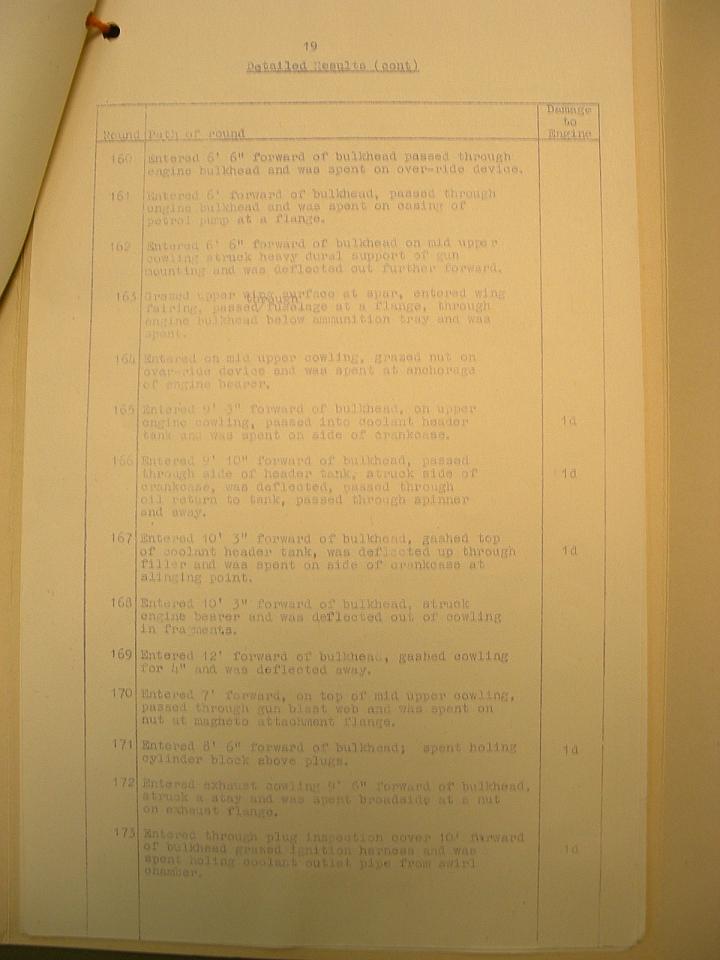 19
Detailed Results (cont)
Damage
to
Engine
Round Path of round
160 Entered 6' 6" forward of bulkhead passed through
engine bulkhead and was spent on over-ride device.
161 Entered 6' forward of bulkhead, passed through
engine bulkhead and was spent on casing of
petrol pump at a flange.
162 Entered 6' 6" forward of bulkhead on mid upper
cowling struck heavy dural support of gun
mounting and was deflected out further forward.
163 Grazed upper wing surface at spar, entered wing
through
fairing, passed/fuselage at a flange, through
engine bulkhead below ammunition tray and was
spent.
164 Entered on mid upper cowling, grazed nut on
over-ride device and was spent at anchorage
of engine bearer.
165 Entered 9' 3" forward of bulkhead, on upper
engine cowling, passed into coolant header
tank and was spent on side of crankcase. 1d
166 Entered 9' 10" forward of bulkhead, passed
through side of header tank, struck side of 1d
crankcase, was deflected, passed through
oil return to tank, passed through spinner
and away.
167 Entered 10' 3" forward of bulkhead, gashed top
of coolant header tank, was deflected up through 1d
filler and was spent on side of crankcase at
slinging point.
168 Entered 10' 3" forward of bulkhead, struck
engine bearer and was deflected out of cowling
in fragments.
169 Entered 12' forward of bulkhead, gashed cowling
for 4" and was deflected away.
170 Entered 7' forward, on top of mid upper cowling,
passed through gun blast web and was spent on
nut at magneto attachment flange.
171 Entered 8' 6" forward of bulkhead; spent holing 1d
cylinder block above plugs.
172 Entered exhaust cowling 9' 6" forward of bulkhead,
struck a stay and was spent broadside at a nut
on exhaust flange.
173 Entered through plug inspection cover 10' forward
of bulkhead grazed ignition harness and was 1d
spent holing coolant outlet pipe from swirl
chamber.